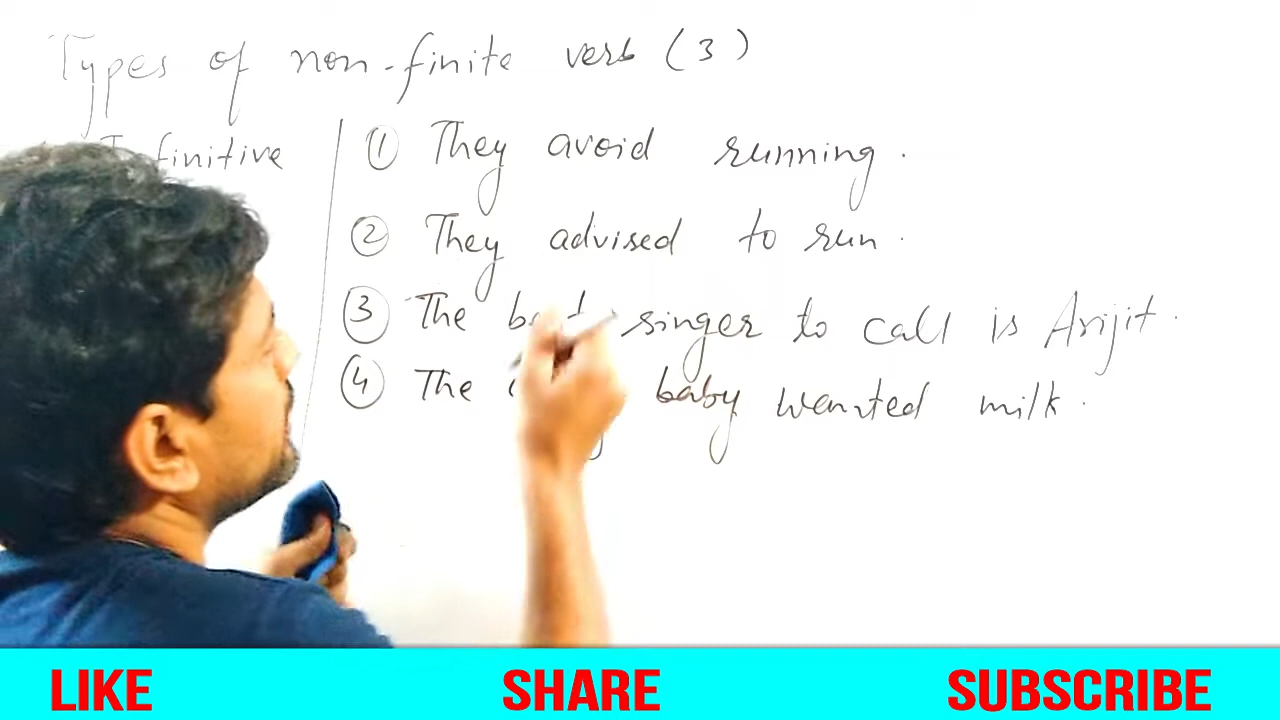 Types of non-finite verb (3)
finitive
① They avoid running.
② They advised to run.
③ The singer to call is Arijit.
④ The baby wanted milk.
LIKE SHARE SUBSCRIBE